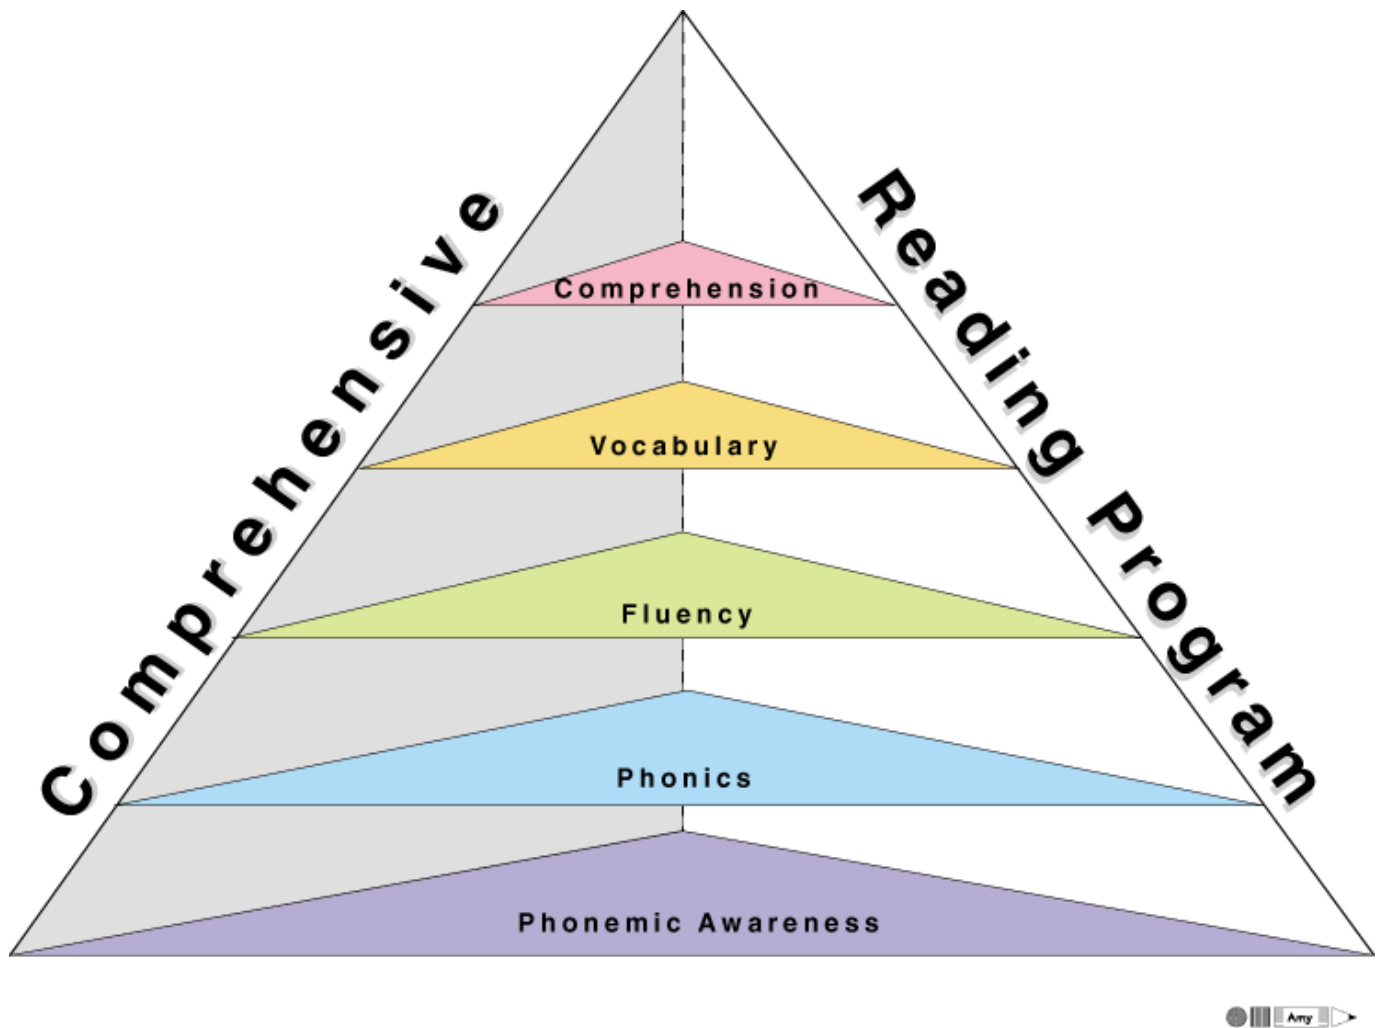 Comprehensive
Reading Program
Comprehension
Vocabulary
Fluency
Phonics
Phonemic Awareness
Amy